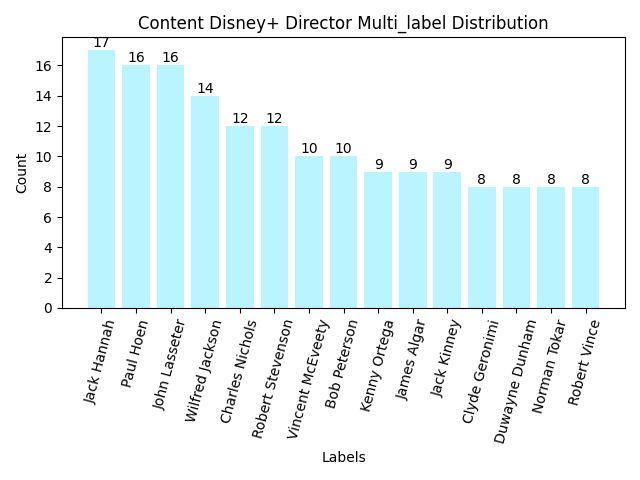 Content Disney+ Director Multi_label Distribution
17
16
16
14
12
12
10
10
9
9
9
8
8
8
8
Count
16
14
12
10
8
6
4
2
0
Jack Hannah
Paul Hoen
John Lasseter
Wilfred Jackson
Charles Nichols
Robert Stevenson
Vincent McEveety
Bob Peterson
Kenny Ortega
James Algar
Jack Kinney
Clyde Geronimi
Duwayne Dunham
Norman Tokar
Robert Vince
Labels